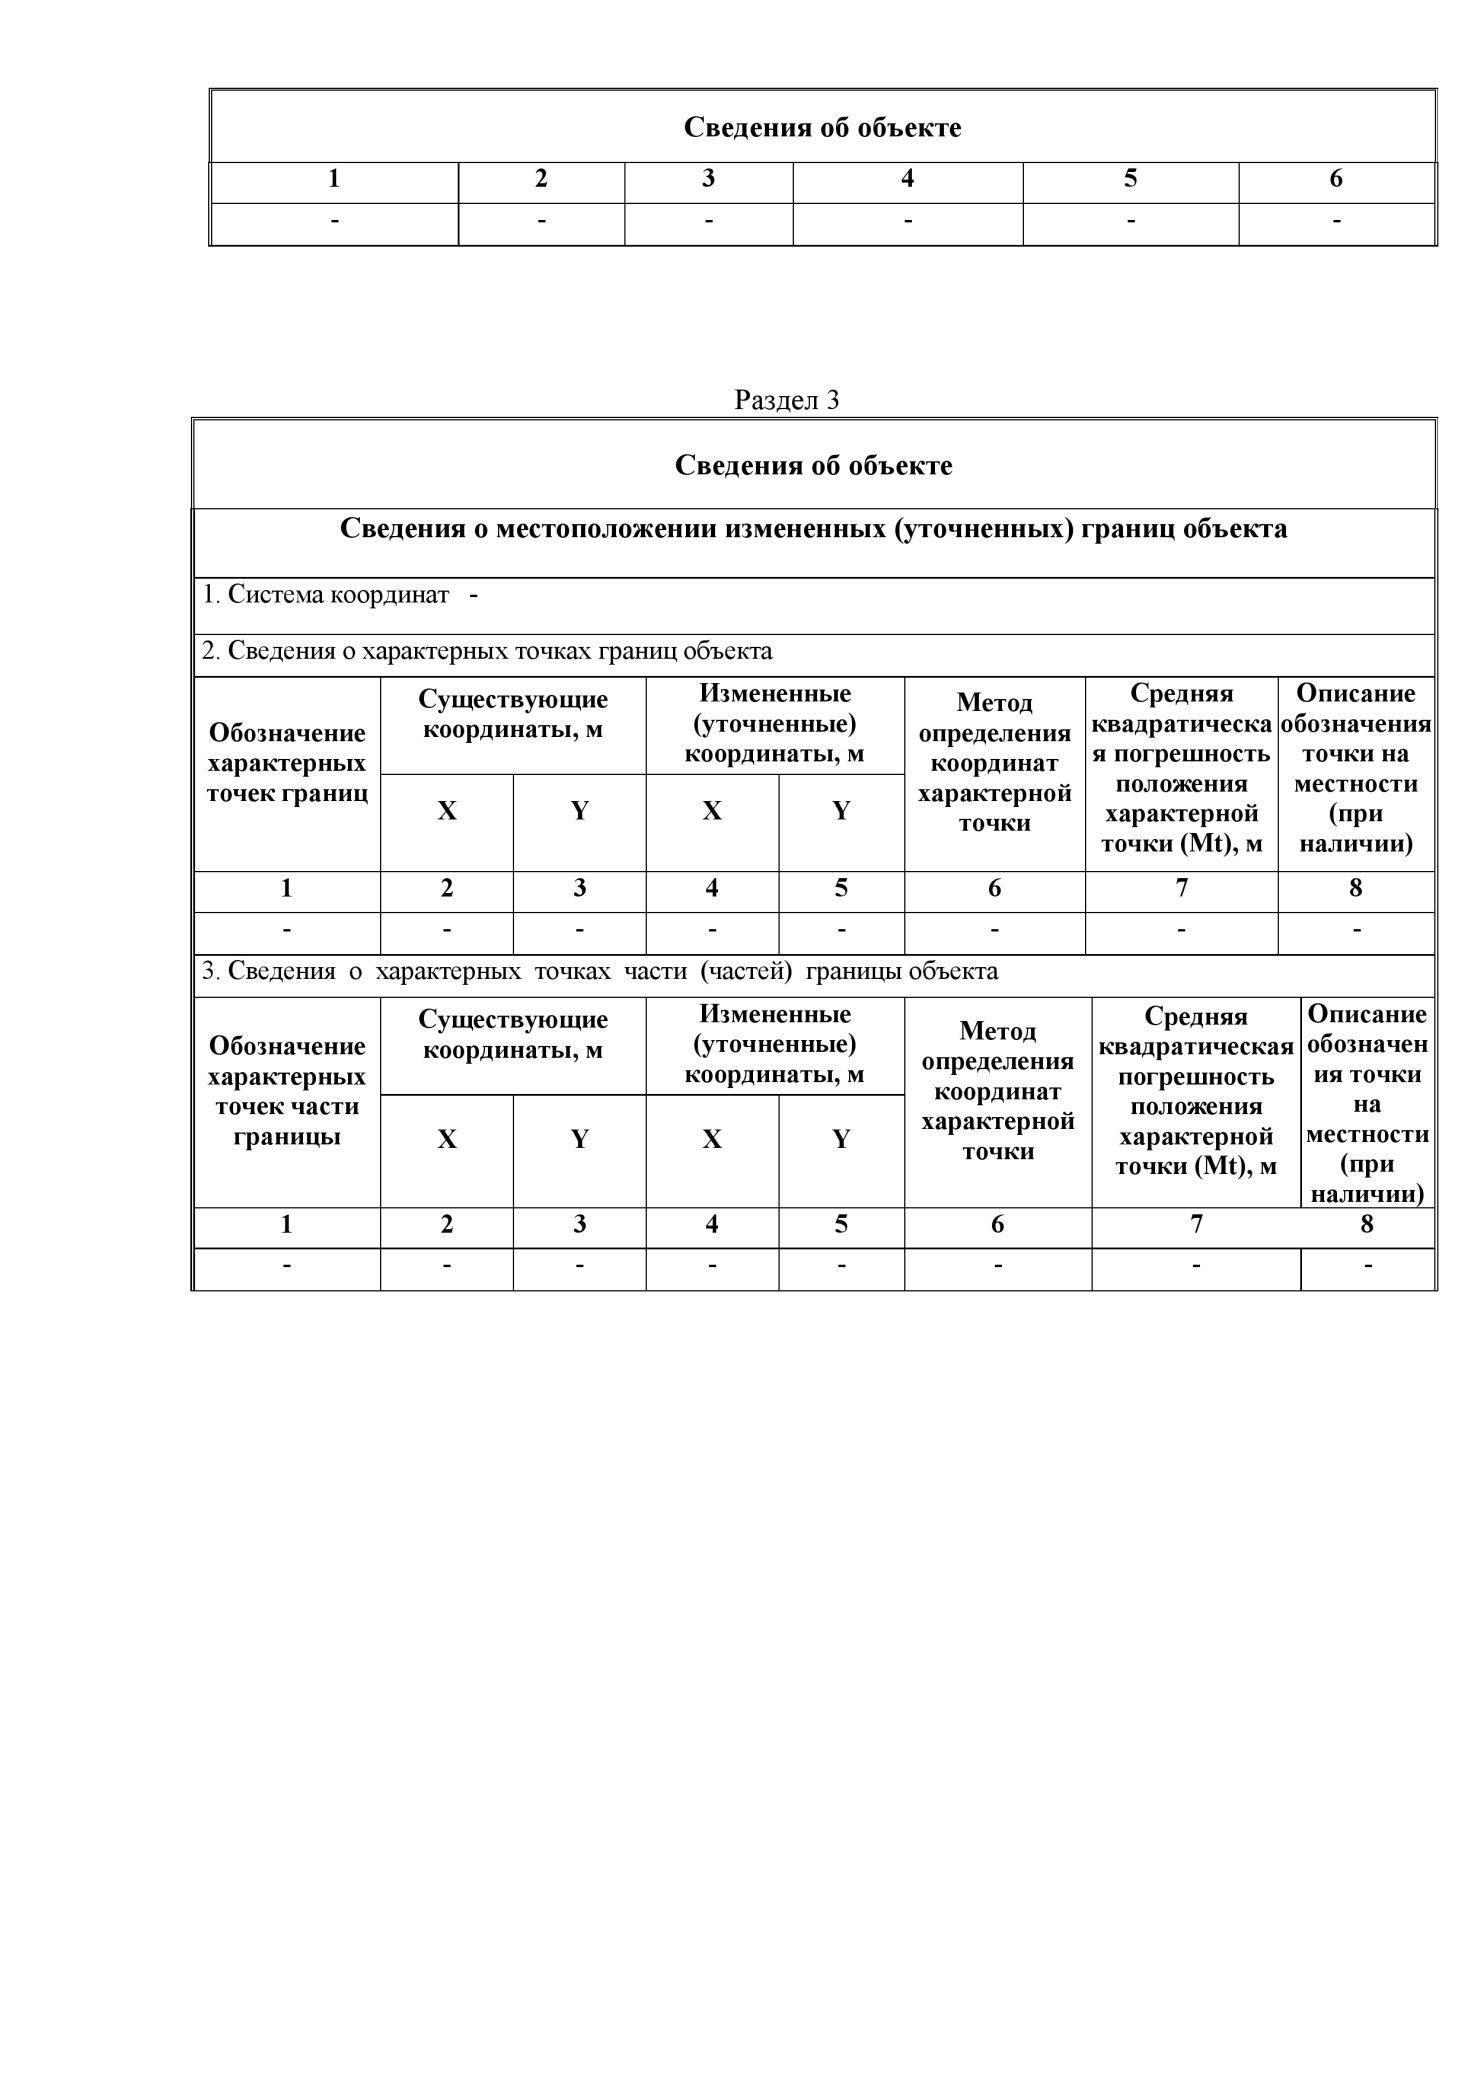 Сведения об объекте
1 2 3 4 5 6
- - - - - -
Раздел 3
Сведения об объекте
Сведения о местоположении измененных (уточненных) границ объекта
1. Система координат -
2. Сведения о характерных точках границ объекта
Обозначение
характерных
точек границ
Существующие
координаты, м
X Y
Измененные
(уточненные)
координаты, м
X Y
Метод
определения
координат
характерной
точки
Средняя
квадратическа
я погрешность
положения
характерной
точки (Mt), м
Описание
обозначения
точки на
местности
(при
наличии)
1 2 3 4 5 6 7 8
- - - - - - - -
3. Сведения о характерных точках части (частей) границы объекта
Обозначение
характерных
точек части
границы
Существующие
координаты, м
X Y
Измененные
(уточненные)
координаты, м
X Y
Метод
определения
координат
характерной
точки
Средняя
квадратическая
погрешность
положения
характерной
точки (Mt), м
Описание
обозначен
ия точки
на
местности
(при
наличии)
1 2 3 4 5 6 7 8
- - - - - - - -